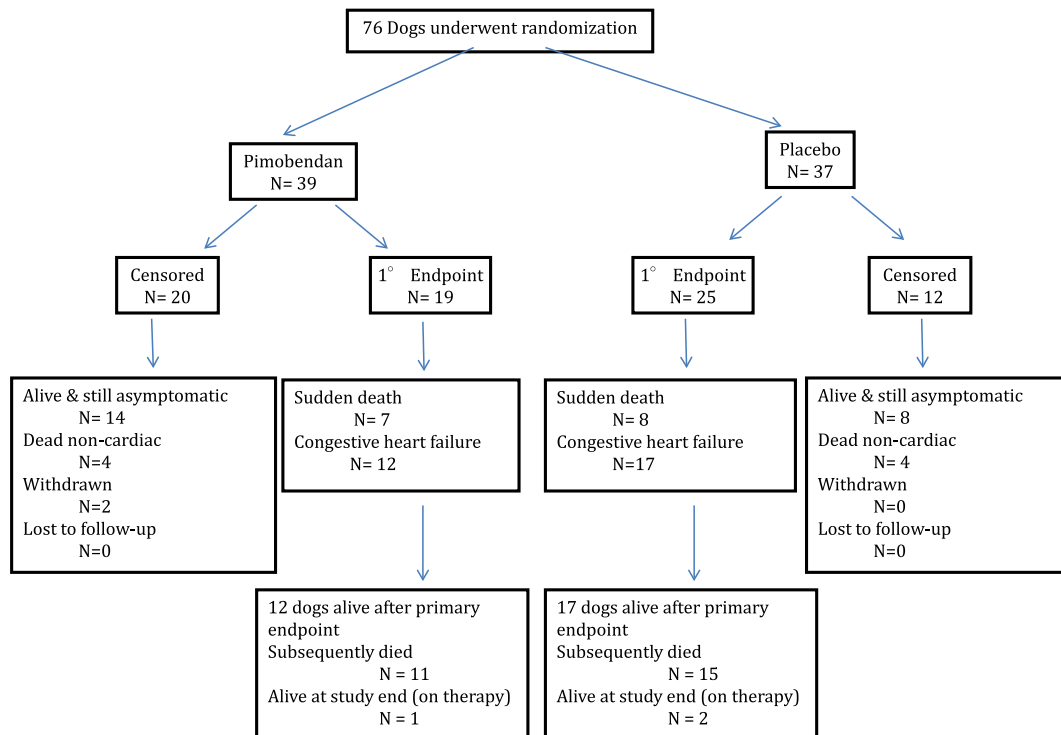 76 Dogs underwent randomization
Pimobendan
N= 39
Placebo
N= 37
Censored
N= 20
1° Endpoint
N= 19
1° Endpoint
N= 25
Censored
N= 12
Alive & still asymptomatic
N= 14
Dead non-cardiac
N=4
Withdrawn
N=2
Lost to follow-up
N=0
Sudden death
N= 7
Congestive heart failure
N= 12
Sudden death
N= 8
Congestive heart failure
N=17
Alive & still asymptomatic
N= 8
Dead non-cardiac
N= 4
Withdrawn
N=0
Lost to follow-up
N=0
12 dogs alive after primary
endpoint
Subsequently died
N = 11
Alive at study end (on therapy)
N = 1
17 dogs alive after primary
endpoint
Subsequently died
N = 15
Alive at study end (on therapy)
N = 2